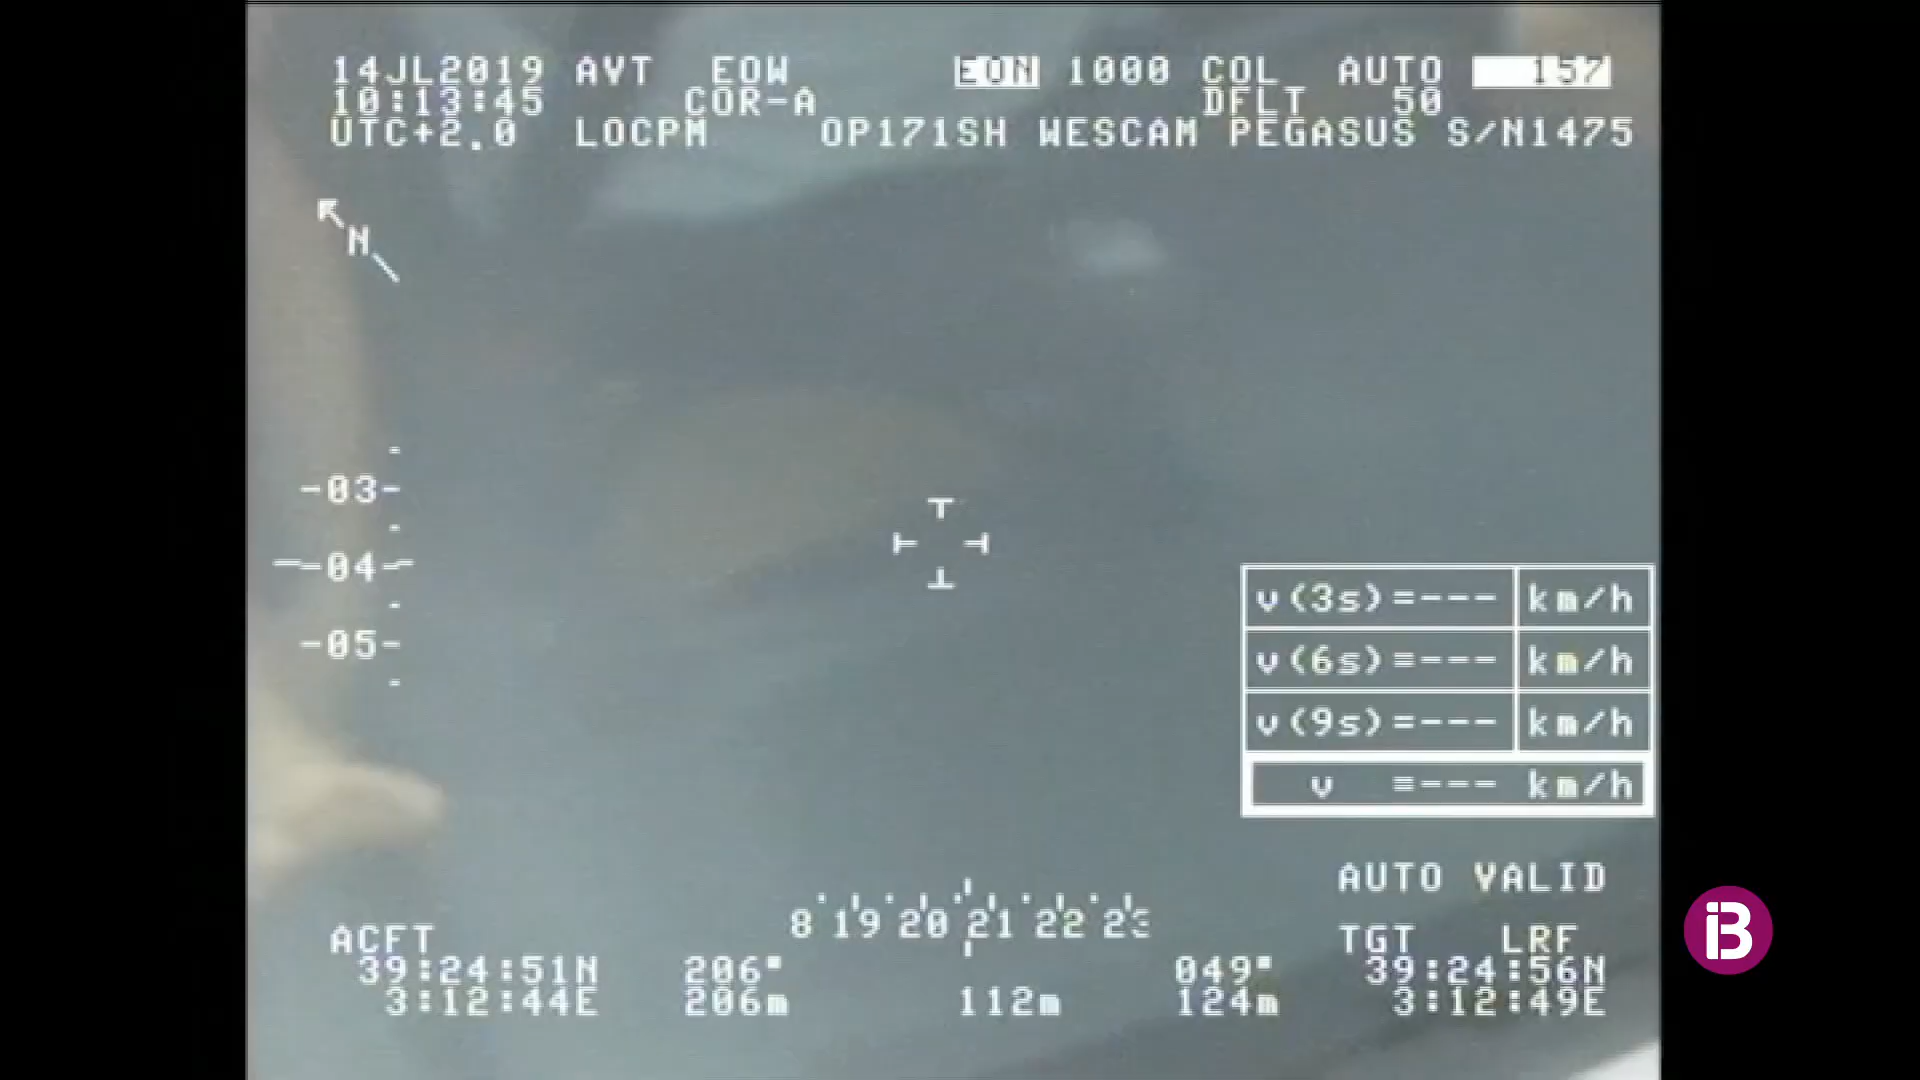 14JL2019 AVT EOW EON 1000 COL AUTO 157
10:13:45 COR-A DFLT 50
UTC+2.0 LOCPM OP171SH WESCAM PEGASUS S/N1475
N
-03-
-04-
-05-
v(3s)=--- km/h
v(6s)=--- km/h
v(9s)=--- km/h
v =--- km/h
AUTO VALID
8 19 20 21 22 23
ACFT TGT LRF
39:24:51N 206° 049° 39:24:56N
3:12:44E 206m 112m 124m 3:12:49E
IB